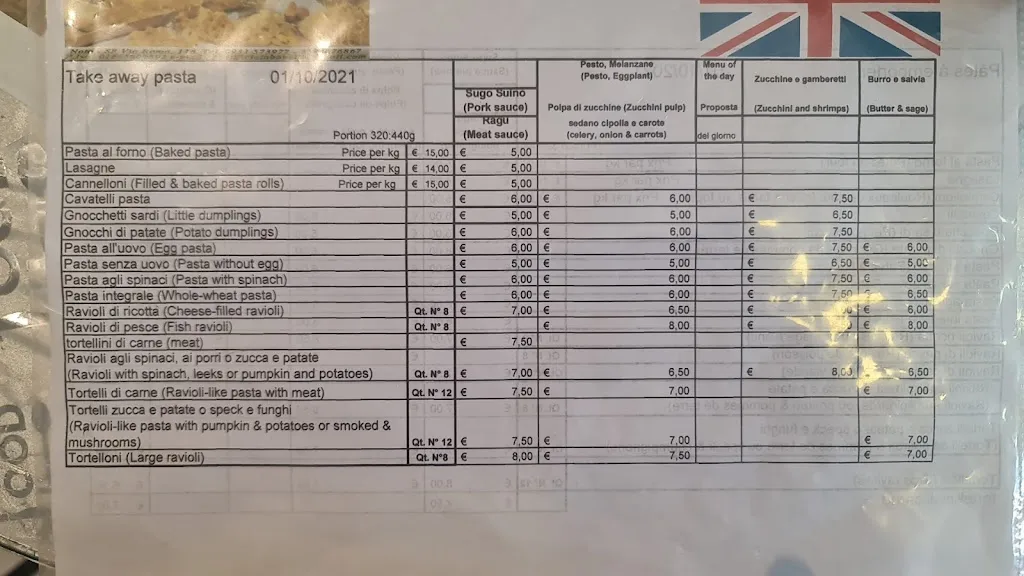 Take away pasta 01/10/2021
Portion 320:440g
Sugo Suino
(Pork sauce)
Ragù
(Meat sauce)
Pesto, Melanzane
(Pesto, Eggplant)
Polpa di zucchine (Zucchini pulp)
sedano cipolla e carote
(celery, onion & carrots)
Menu of
the day
Proposta
del giorno
Zucchine e gamberetti
(Zucchini and shrimps)
Burro e salvia
(Butter & sage)
Pasta al forno (Baked pasta) Price per kg € 15,00 € 5,00
Lasagne Price per kg € 14,00 € 5,00
Cannelloni (Filled & baked pasta rolls) Price per kg € 15,00 € 5,00
Cavatelli pasta € 6,00 € 6,00 € 7,50
Gnocchetti sardi (Little dumplings) € 5,00 € 5,00 € 6,50
Gnocchi di patate (Potato dumplings) € 6,00 € 6,00 € 7,50
Pasta all'uovo (Egg pasta) € 6,00 € 6,00 € 7,50 € 6,00
Pasta senza uovo (Pasta without egg) € 5,00 € 5,00 € 6,50 € 5,00
Pasta agli spinaci (Pasta with spinach) € 6,00 € 6,00 € 7,50 € 6,00
Pasta integrale (Whole-wheat pasta) € 6,00 € 6,00 € 7,50 € 6,50
Ravioli di ricotta (Cheese-filled ravioli) Qt. N° 8 € 7,00 € 6,50 € € 6,00
Ravioli di pesce (Fish ravioli) Qt. N° 8 € 8,00 € € 8,00
tortellini di carne (meat) € 7,50
Ravioli agli spinaci, ai porri o zucca e patate
(Ravioli with spinach, leeks or pumpkin and potatoes) Qt. N° 8 € 7,00 € 6,50 € 8,00 € 6,50
Tortelli di carne (Ravioli-like pasta with meat) Qt. N° 12 € 7,50 € 7,00 € 7,00
Tortelli zucca e patate o speck e funghi
(Ravioli-like pasta with pumpkin & potatoes or smoked &
mushrooms) Qt. N° 12 € 7,50 € 7,00 € 7,00
Tortelloni (Large ravioli) Qt. N°8 € 8,00 € 7,50 € 7,00